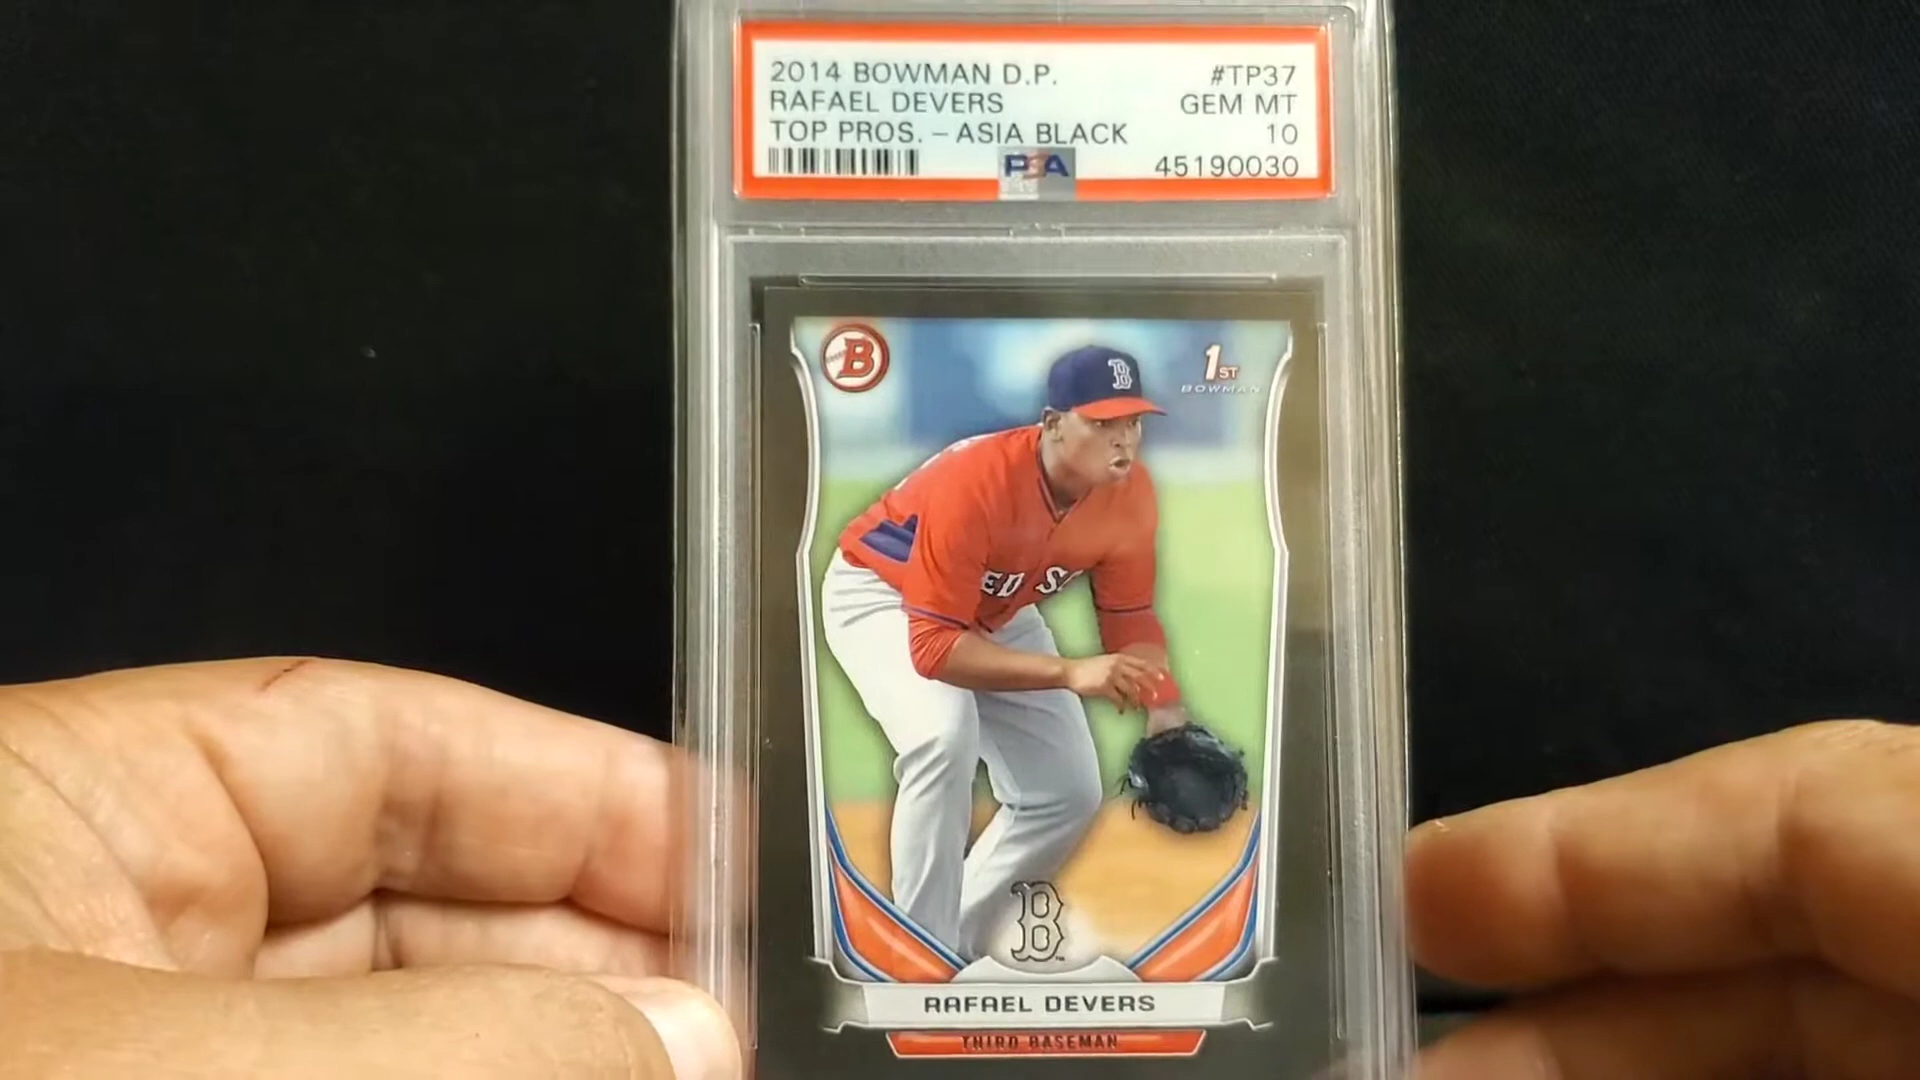 2014 BOWMAN D.P. #TP37
RAFAEL DEVERS GEM MT
TOP PROS. – ASIA BLACK 10
PSA 45190030
B
1ST
BOWMAN
B
ED S
B
RAFAEL DEVERS
THIRD BASEMAN